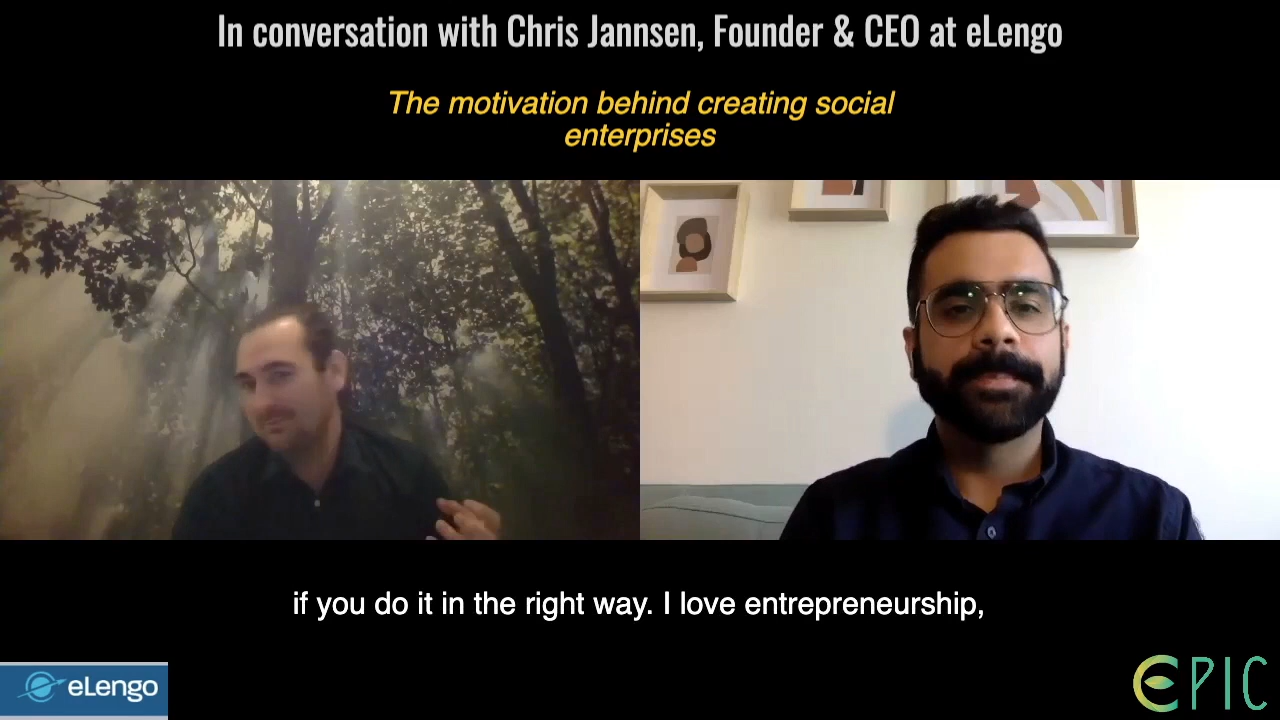 In conversation with Chris Jannsen, Founder & CEO at eLengo
The motivation behind creating social
enterprises
if you do it in the right way. I love entrepreneurship,
eLengo
EPIC